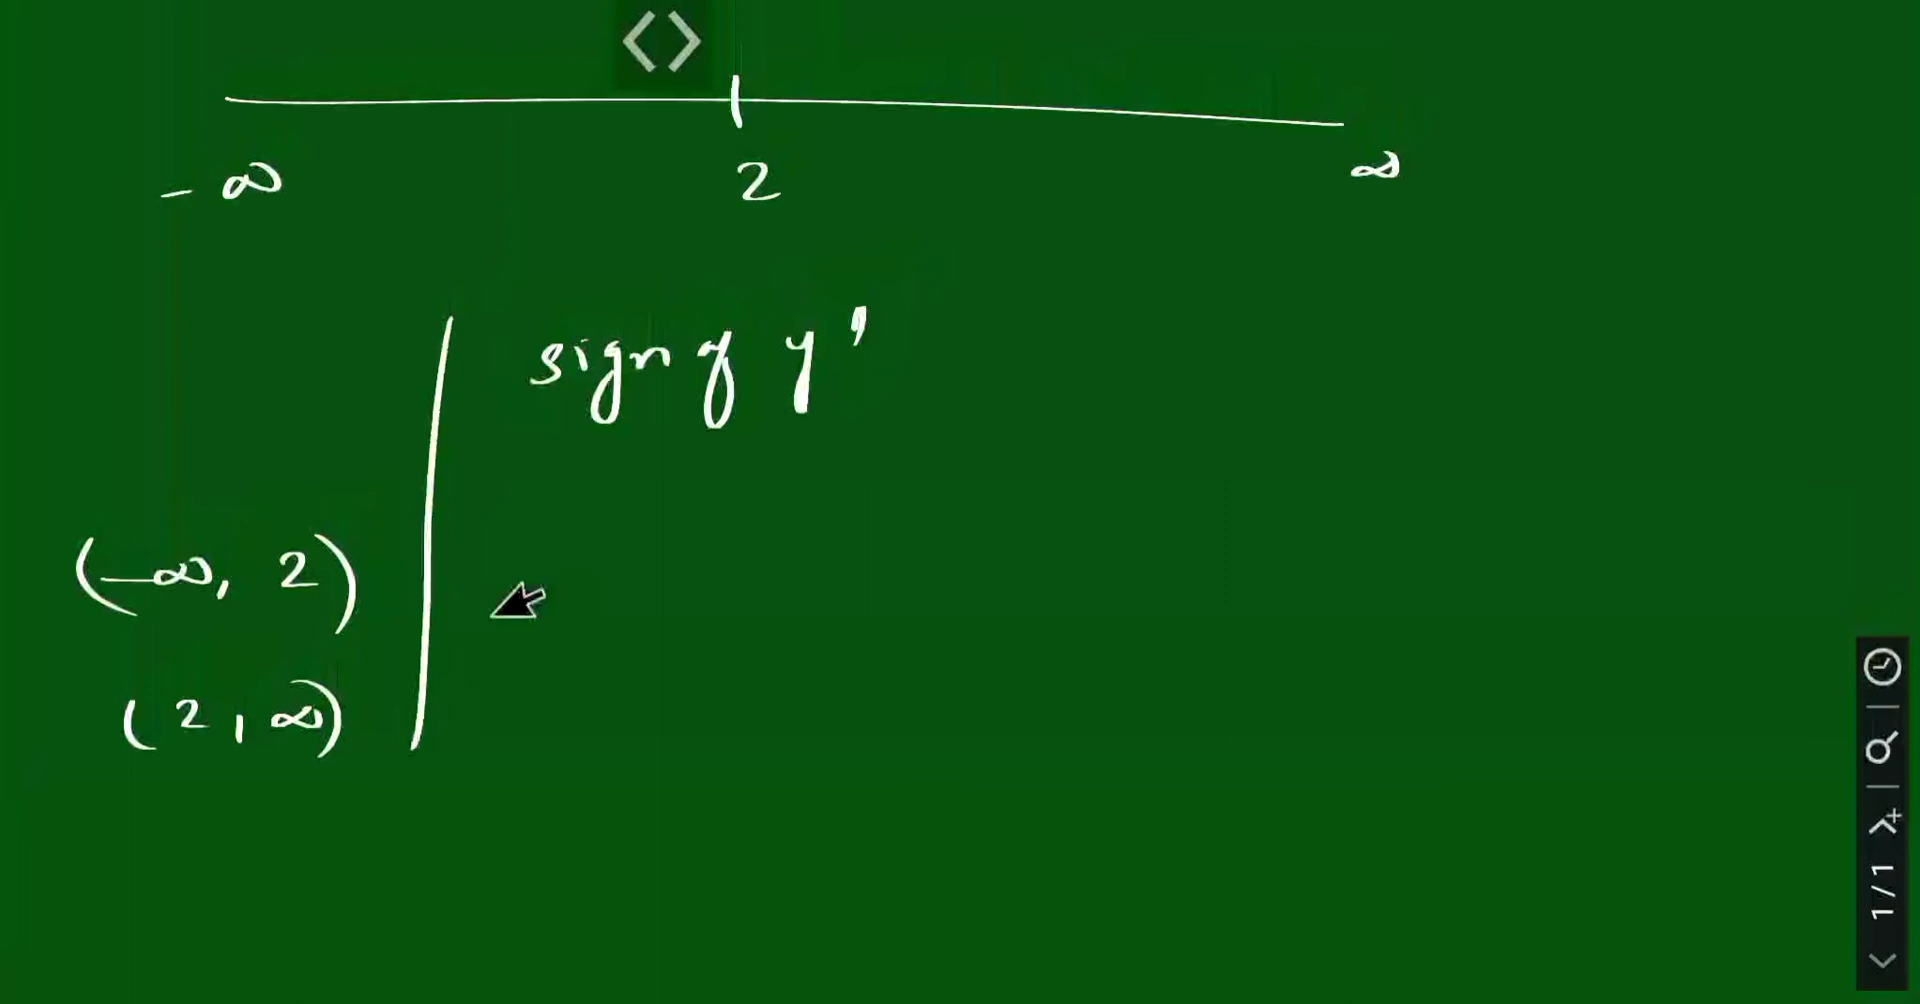 -∞ 2 ∞
sign of y'
(-∞, 2)
(2, ∞)
1/1